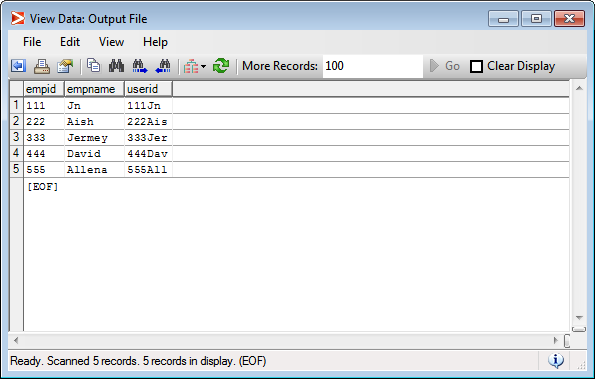 View Data: Output File
File Edit View Help
More Records: 100 Go Clear Display
empid empname userid
1 111 Jn 111Jn
2 222 Aish 222Ais
3 333 Jermey 333Jer
4 444 David 444Dav
5 555 Allena 555All
[EOF]
Ready. Scanned 5 records. 5 records in display. (EOF)